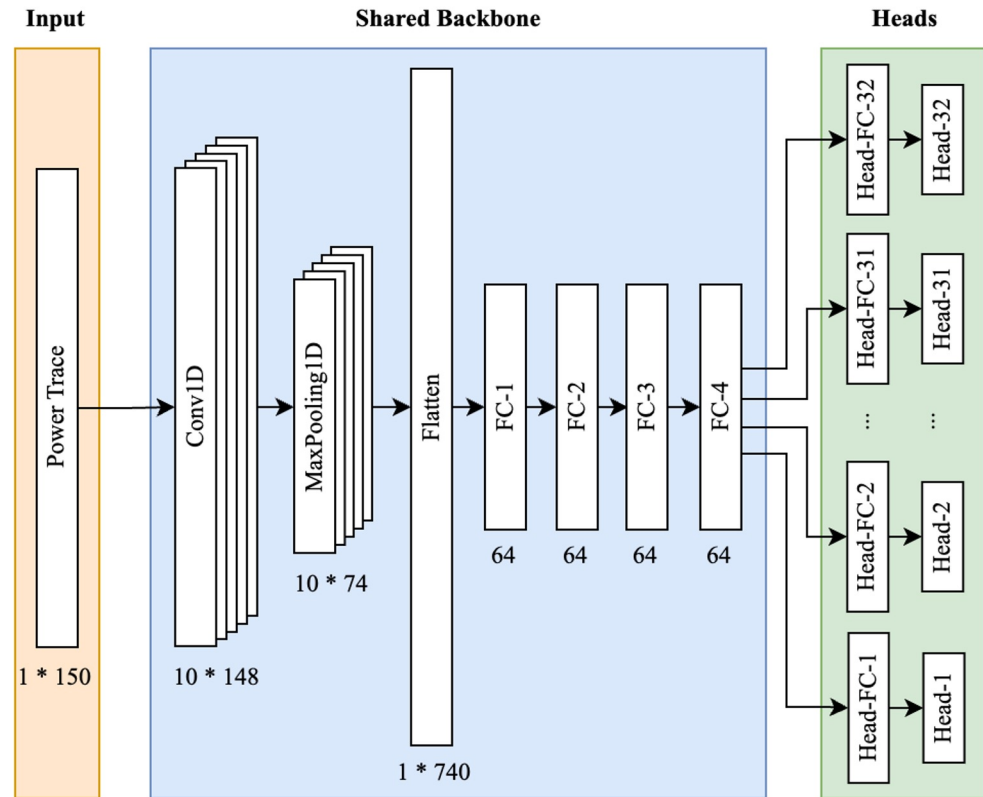 Input
Shared Backbone
Heads
Power Trace
1 * 150
Conv1D
10 * 148
MaxPooling1D
10 * 74
Flatten
1 * 740
FC-1
64
FC-2
64
FC-3
64
FC-4
64
Head-FC-32
Head-32
Head-FC-31
Head-31
...
...
Head-FC-2
Head-2
Head-FC-1
Head-1